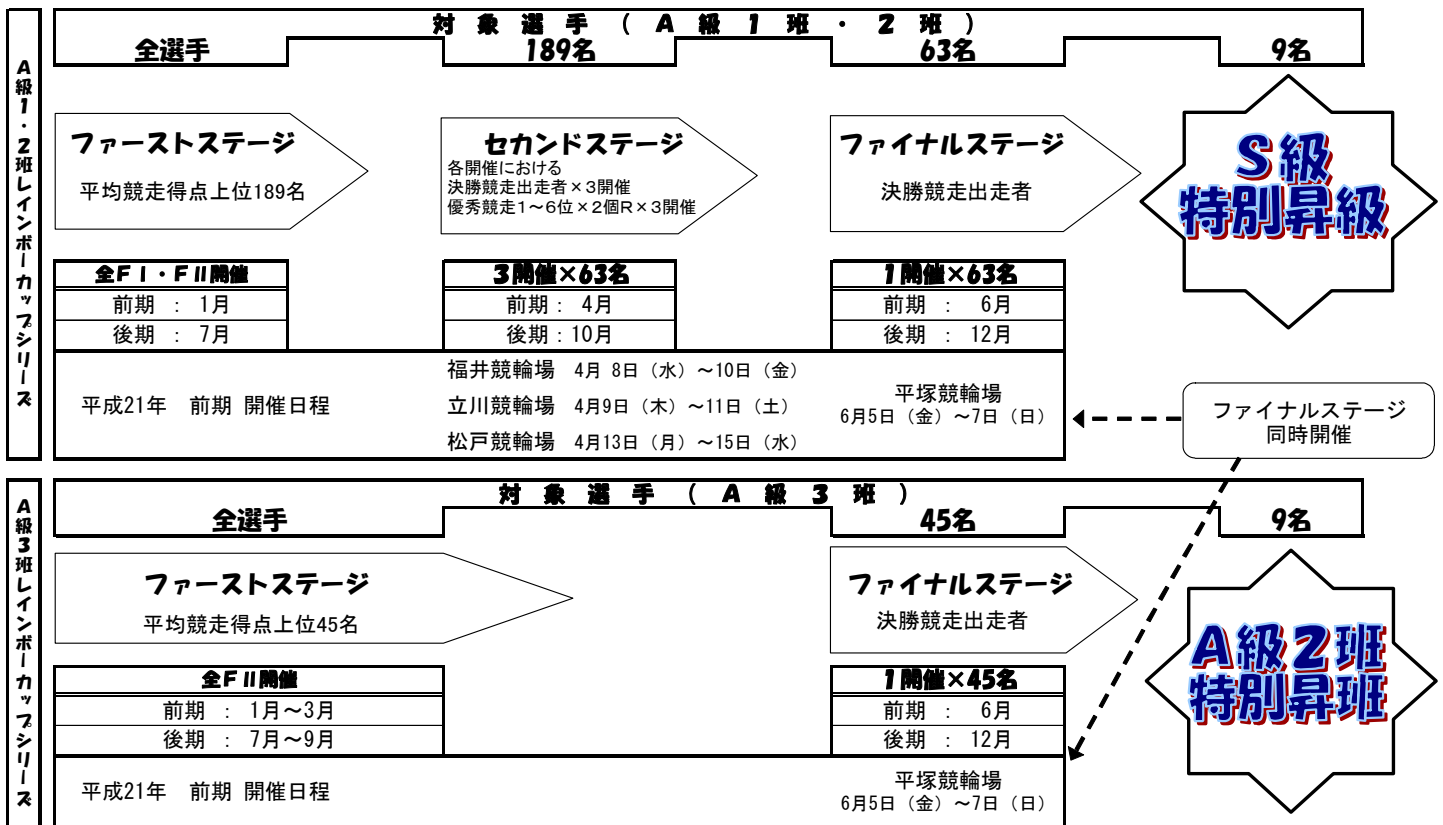 A級1・2班レインボーカップシリーズ
対象選手(A級1班・2班)
全選手
189名
63名
9名
ファーストステージ
平均競走得点上位189名
セカンドステージ
各開催における
決勝競走出走者×3開催
優秀競走1~6位×2個R×3開催
ファイナルステージ
決勝競走出走者
S級
特別昇級
全FⅠ・FⅡ開催
前期 : 1月
後期 : 7月
3開催×63名
前期: 4月
後期:10月
1開催×63名
前期 : 6月
後期 : 12月
平成21年 前期 開催日程
福井競輪場 4月 8日(水)~10日(金)
立川競輪場 4月9日(木)~11日(土)
松戸競輪場 4月13日(月)~15日(水)
平塚競輪場
6月5日(金)~7日(日)
ファイナルステージ
同時開催
A級3班レインボーカップシリーズ
対象選手(A級3班)
全選手
45名
9名
ファーストステージ
平均競走得点上位45名
ファイナルステージ
決勝競走出走者
A級2班
特別昇班
全FⅡ開催
前期 : 1月~3月
後期 : 7月~9月
1開催×45名
前期 : 6月
後期 : 12月
平成21年 前期 開催日程
平塚競輪場
6月5日(金)~7日(日)